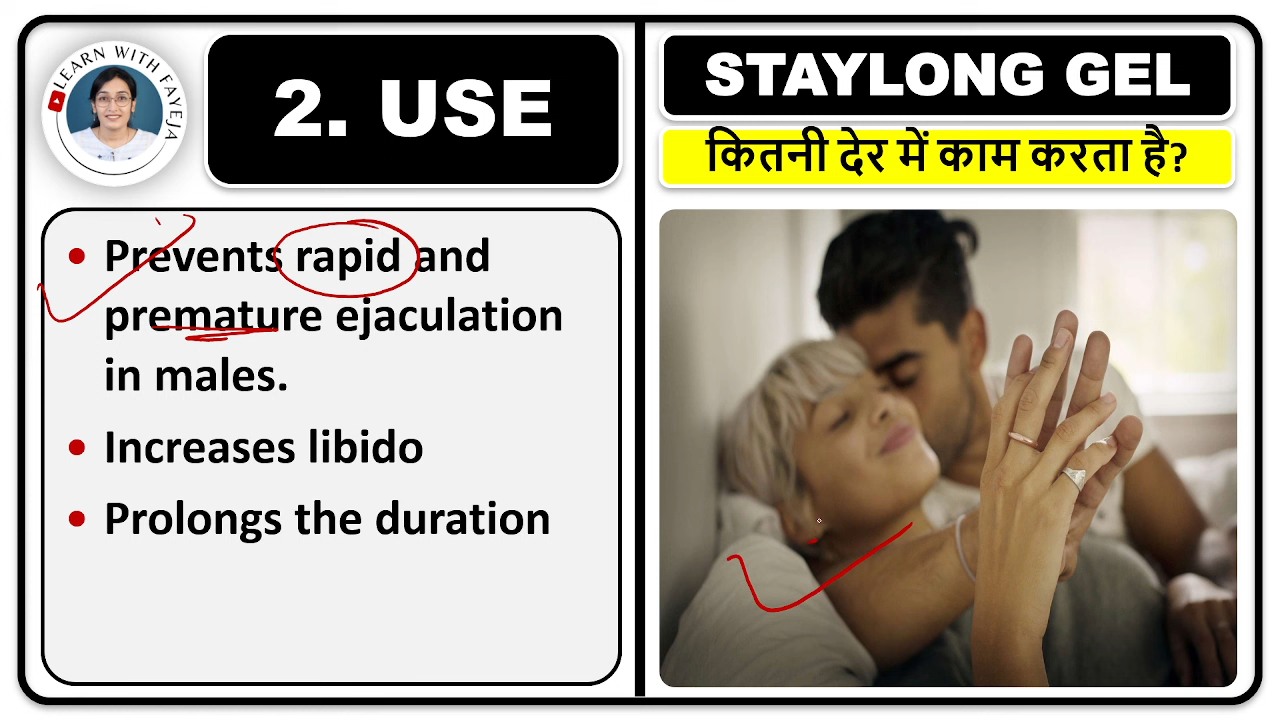 LEARN WITH FAYEJA
2. USE
• Prevents rapid and
premature ejaculation
in males.
• Increases libido
• Prolongs the duration
STAYLONG GEL
कितनी देर में काम करता है?